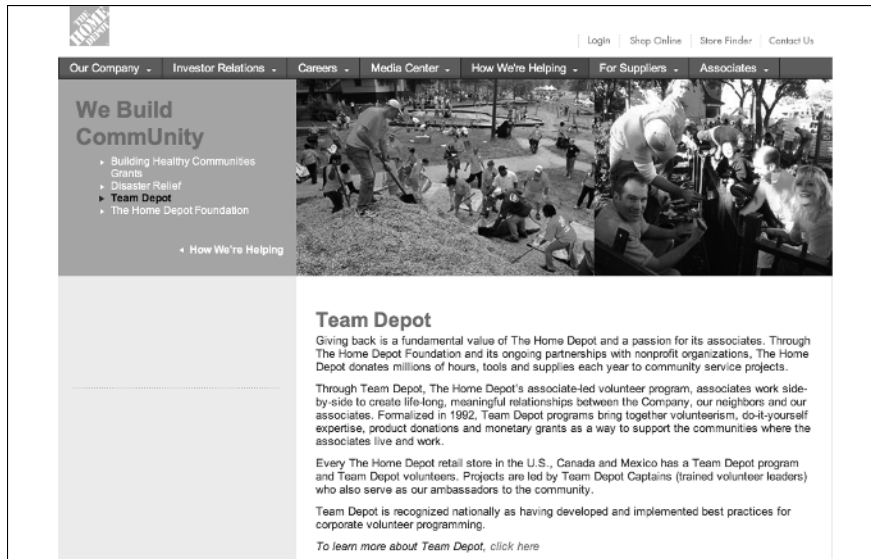 THE
HOME
DEPOT
Login Shop Online Store Finder Contact Us
Our Company Investor Relations Careers Media Center How We're Helping For Suppliers Associates
We Build
CommUnity
Building Healthy Communities
Grants
Disaster Relief
Team Depot
The Home Depot Foundation
How We're Helping
Team Depot
Giving back is a fundamental value of The Home Depot and a passion for its associates. Through
The Home Depot Foundation and its ongoing partnerships with nonprofit organizations, The Home
Depot donates millions of hours, tools and supplies each year to community service projects.
Through Team Depot, The Home Depot's associate-led volunteer program, associates work side-
by-side to create life-long, meaningful relationships between the Company, our neighbors and our
associates. Formalized in 1992, Team Depot programs bring together volunteerism, do-it-yourself
expertise, product donations and monetary grants as a way to support the communities where the
associates live and work.
Every The Home Depot retail store in the U.S., Canada and Mexico has a Team Depot program
and Team Depot volunteers. Projects are led by Team Depot Captains (trained volunteer leaders)
who also serve as our ambassadors to the community.
Team Depot is recognized nationally as having developed and implemented best practices for
corporate volunteer programming.
To learn more about Team Depot, click here